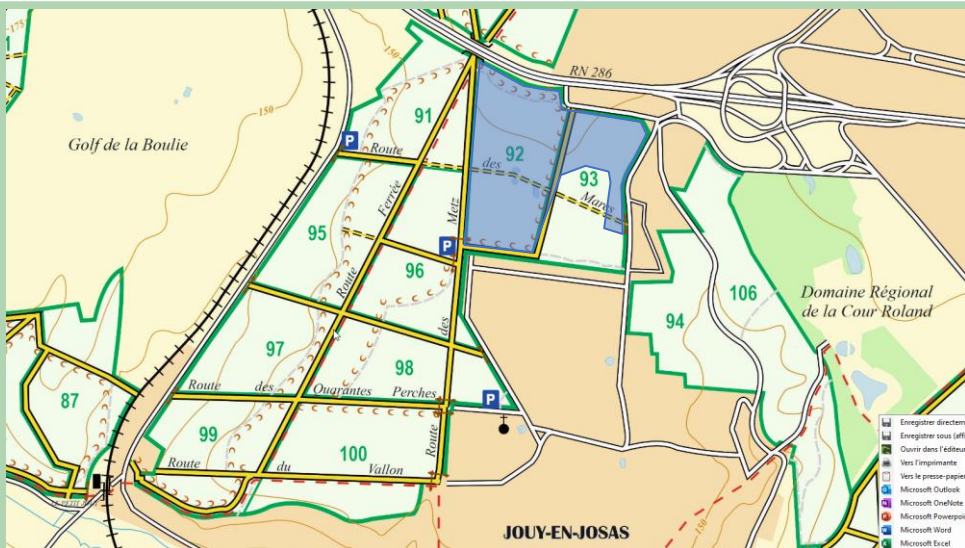 175
150
RN 286
Golf de la Boulie
91
P
Route
des
92
93
Mares
Ferrée
Metz
95
P
Route
96
des
106
94
Domaine Régional
de la Cour Roland
97
98
Route des Quarantes Perches
P
87
99
100
Route
Route du Vallon
150
JOUY-EN-JOSAS
Enregistrer directem
Enregistrer sous (affi
Ouvrir dans l'éditeur
Vers l'imprimante
Vers le presse-papier
Microsoft Outlook
Microsoft OneNote
Microsoft Powerpoi
Microsoft Word
Microsoft Excel